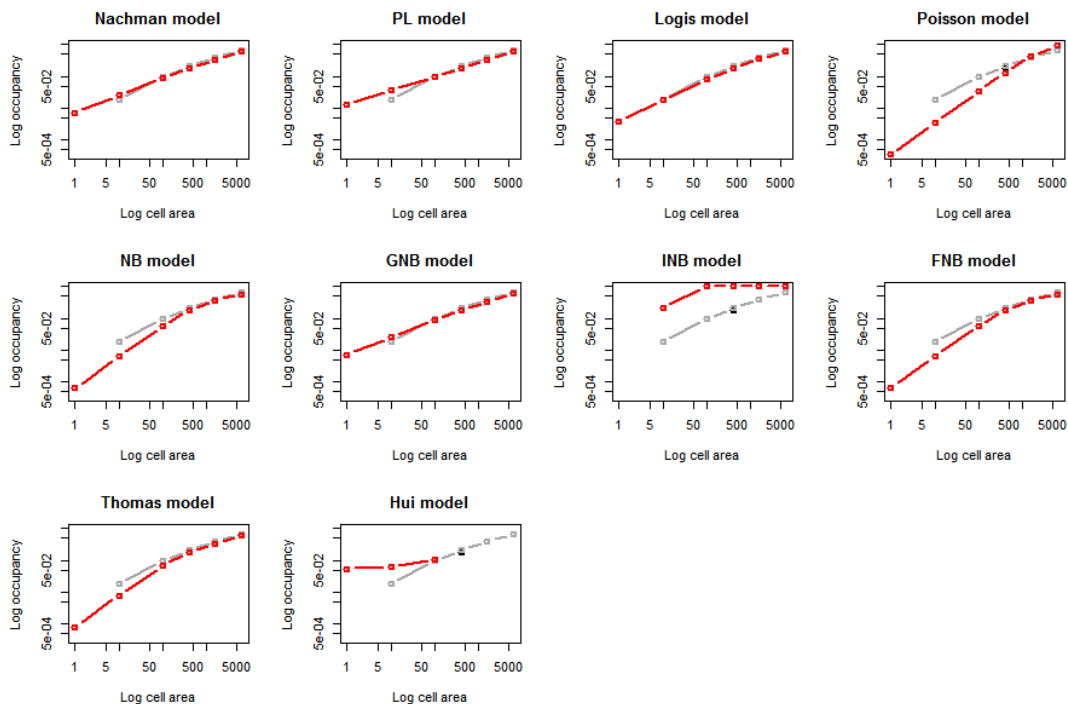 Nachman model
PL model
Logis model
Poisson model
Log occupancy
5e-04 5e-02
1 5 50 500 5000
Log cell area
Log occupancy
5e-04 5e-02
1 5 50 500 5000
Log cell area
Log occupancy
5e-04 5e-02
1 5 50 500 5000
Log cell area
Log occupancy
5e-04 5e-02
1 5 50 500 5000
Log cell area
NB model
GNB model
INB model
FNB model
Log occupancy
5e-04 5e-02
1 5 50 500 5000
Log cell area
Log occupancy
5e-04 5e-02
1 5 50 500 5000
Log cell area
Log occupancy
5e-04 5e-02
1 5 50 500 5000
Log cell area
Log occupancy
5e-04 5e-02
1 5 50 500 5000
Log cell area
Thomas model
Hui model
Log occupancy
5e-04 5e-02
1 5 50 500 5000
Log cell area
Log occupancy
5e-04 5e-02
1 5 50 500 5000
Log cell area